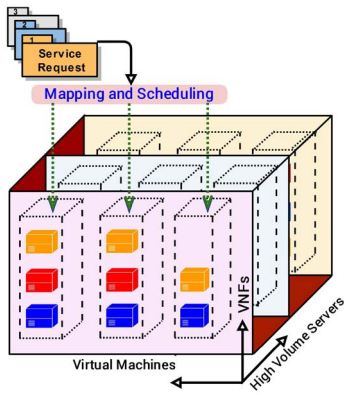 3
2
1
Service
Request
Mapping and Scheduling
VNFs
Virtual Machines
High Volume Servers